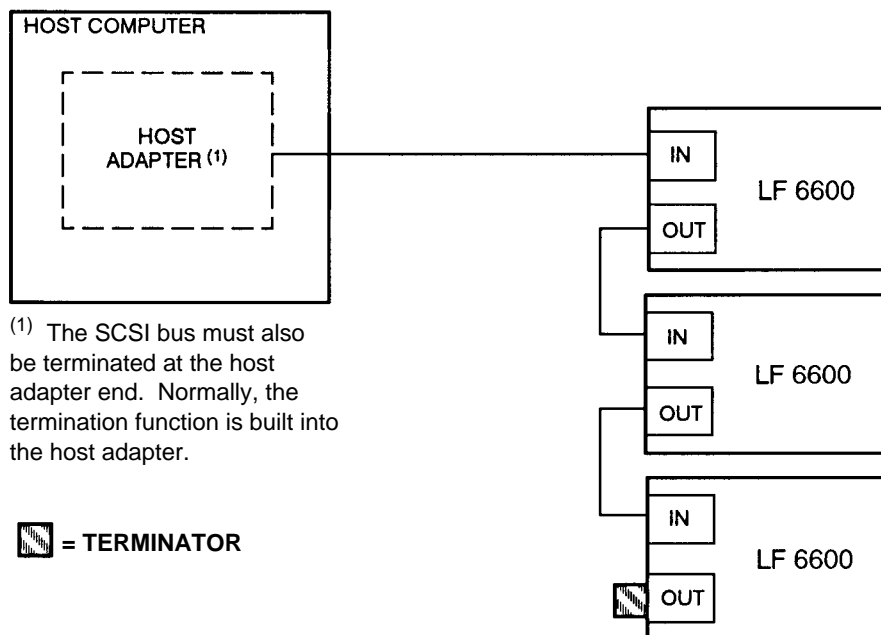 HOST COMPUTER
HOST
ADAPTER (1)
IN
LF 6600
OUT
IN
LF 6600
OUT
IN
LF 6600
OUT
(1) The SCSI bus must also
be terminated at the host
adapter end. Normally, the
termination function is built into
the host adapter.
= TERMINATOR